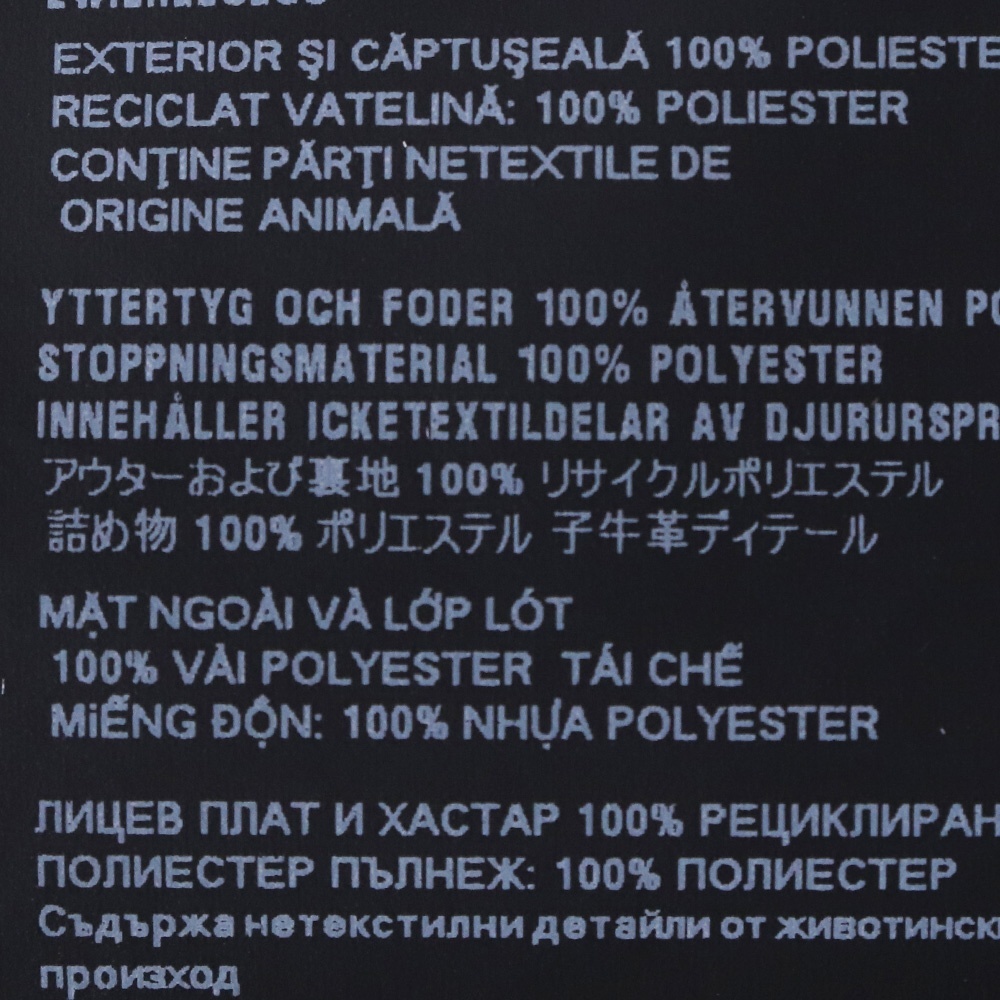 EXTERIOR ŞI CĂPTUŞEALĂ 100% POLIESTE
RECICLAT VATELINĂ: 100% POLIESTER
CONŢINE PĂRŢI NETEXTILE DE
ORIGINE ANIMALĂ
YTTERTYG OCH FODER 100% ÅTERVUNNEN PO
STOPPNINGSMATERIAL 100% POLYESTER
INNEHÅLLER ICKETEXTILDELAR AV DJURURSPR
アウターおよび裏地 100% リサイクルポリエステル
詰め物 100% ポリエステル 子牛革ディテール
MẶT NGOÀI VÀ LỚP LÓT
100% VẢI POLYESTER TÁI CHẾ
MiẾNG ĐỘN: 100% NHỰA POLYESTER
ЛИЦЕВ ПЛАТ И ХАСТАР 100% РЕЦИКЛИРАН
ПОЛИЕСТЕР ПЪЛНЕЖ: 100% ПОЛИЕСТЕР
Съдържа нетекстилни детайли от животинск
произход